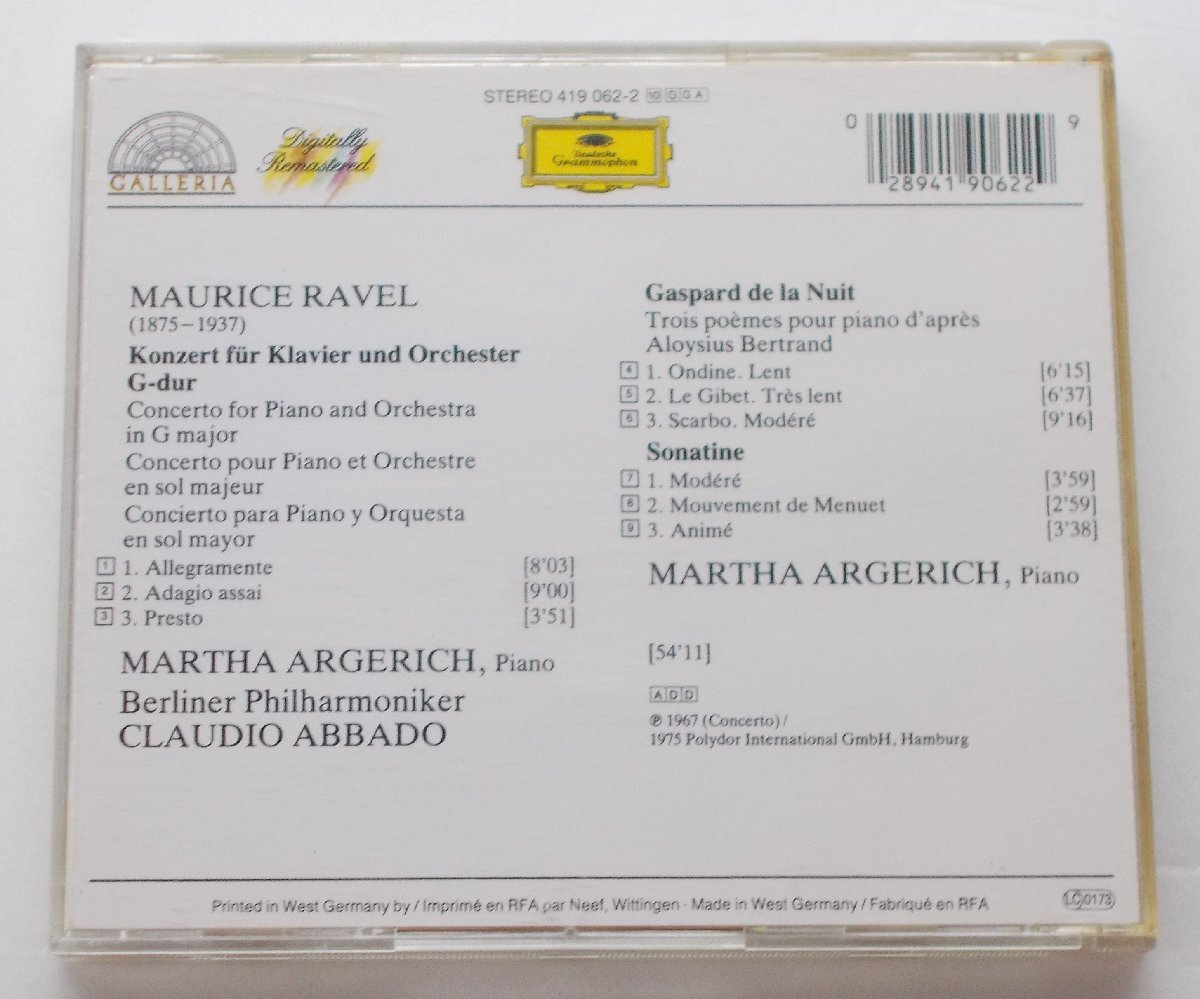 STEREO 419 062-2 10 G G A
GALLERIA
Digitally
Remastered
Deutsche
Grammophon
0 28941 90622 9
MAURICE RAVEL
(1875–1937)
Konzert für Klavier und Orchester
G-dur
Concerto for Piano and Orchestra
in G major
Concerto pour Piano et Orchestre
en sol majeur
Concierto para Piano y Orquesta
en sol mayor
1 1. Allegramente [8'03]
2 2. Adagio assai [9'00]
3 3. Presto [3'51]
MARTHA ARGERICH, Piano
Berliner Philharmoniker
CLAUDIO ABBADO
Gaspard de la Nuit
Trois poèmes pour piano d'après
Aloysius Bertrand
4 1. Ondine. Lent [6'15]
5 2. Le Gibet. Très lent [6'37]
6 3. Scarbo. Modéré [9'16]
Sonatine
7 1. Modéré [3'59]
8 2. Mouvement de Menuet [2'59]
9 3. Animé [3'38]
MARTHA ARGERICH, Piano
[54'11]
ADD
℗ 1967 (Concerto) /
1975 Polydor International GmbH, Hamburg
Printed in West Germany by / Imprimé en RFA par Neef, Wittingen · Made in West Germany / Fabriqué en RFA
LC 0173